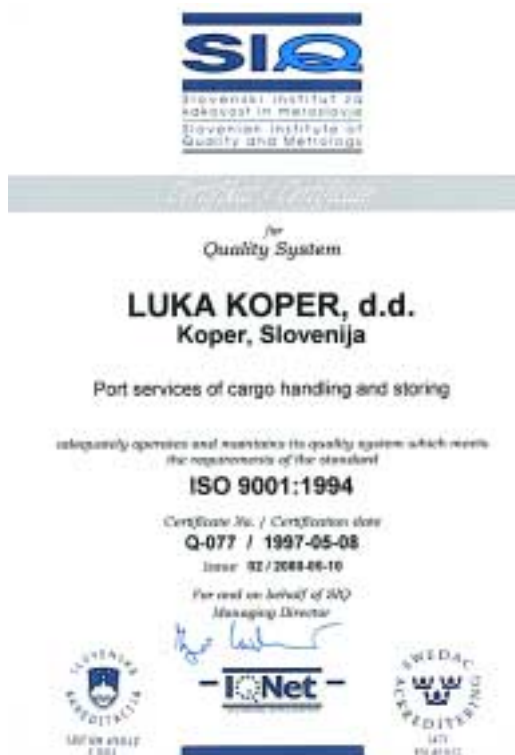 SIQ
Slovenski institut za
kakovost in meroslovje
Slovenian Institute of
Quality and Metrology
for
Quality System
LUKA KOPER, d.d.
Koper, Slovenija
Port services of cargo handling and storing
adequately operates and maintains its quality system which meets
the requirements of the standard
ISO 9001:1994
Certificate No. / Certification date
Q-077 / 1997-05-08
Issue 02 /
For and on behalf of SIQ
Managing Director
IQNet
SLOVENSKA
AKREDITACIJA
SWEDAC
ACKREDITERING